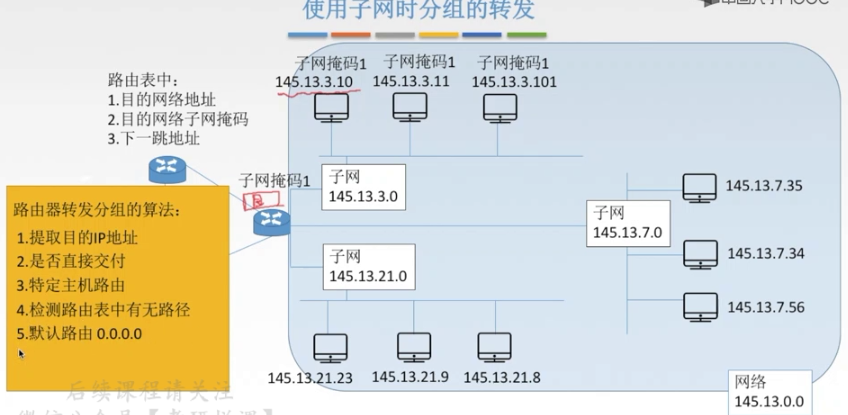 使用子网时分组的转发
子网掩码1
145.13.3.10
子网掩码1
145.13.3.11
子网掩码1
145.13.3.101
路由表中：
1.目的网络地址
2.目的网络子网掩码
3.下一跳地址
子网掩码1
子网
145.13.3.0
路由器转发分组的算法：
1.提取目的IP地址
2.是否直接交付
3.特定主机路由
4.检测路由表中有无路径
5.默认路由 0.0.0.0
子网
145.13.21.0
子网
145.13.7.0
145.13.7.35
145.13.7.34
145.13.7.56
145.13.21.23
145.13.21.9
145.13.21.8
网络
145.13.0.0
后续课程请关注